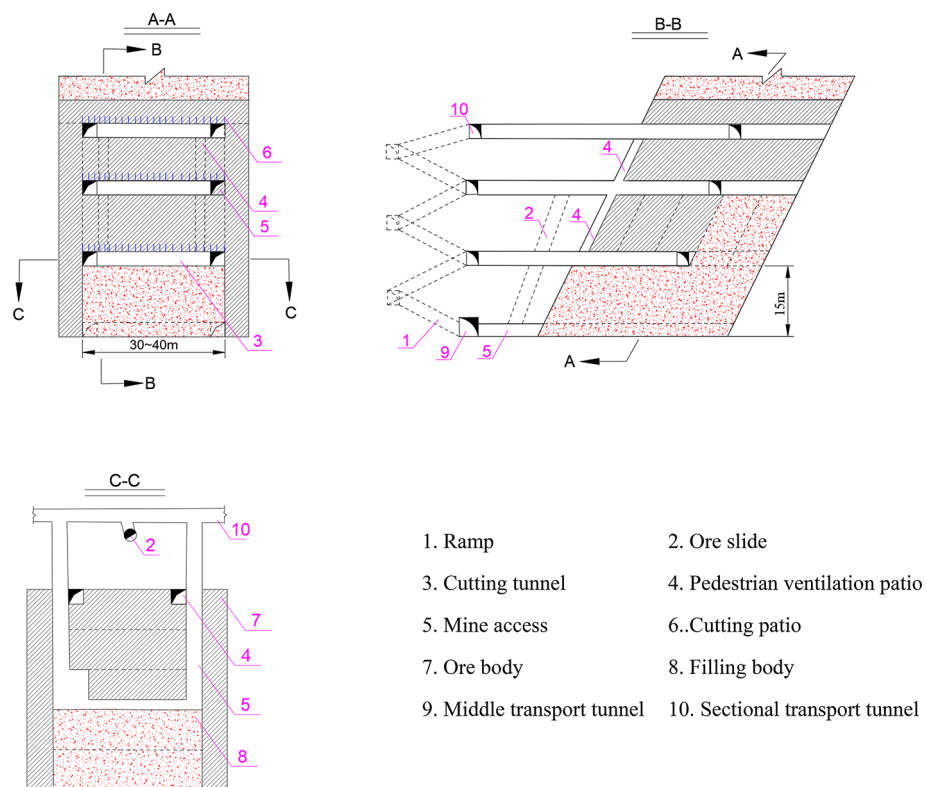 A-A
B
6
4
5
C
C
3
30~40m
B
B-B
A
10
4
2
4
15m
1
9
5
A
C-C
10
2
7
4
5
8
1. Ramp
2. Ore slide
3. Cutting tunnel
4. Pedestrian ventilation patio
5. Mine access
6..Cutting patio
7. Ore body
8. Filling body
9. Middle transport tunnel
10. Sectional transport tunnel